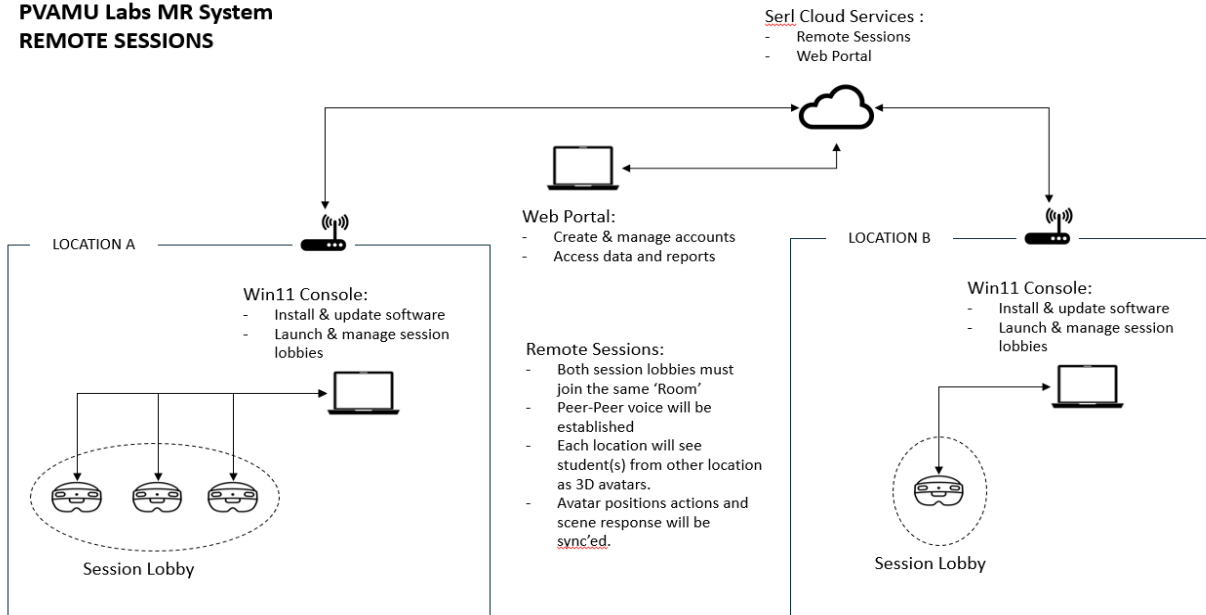 PVAMU Labs MR System
REMOTE SESSIONS
Serl Cloud Services :
- Remote Sessions
- Web Portal
Web Portal:
- Create & manage accounts
- Access data and reports
LOCATION A
Win11 Console:
- Install & update software
- Launch & manage session
lobbies
Session Lobby
Remote Sessions:
- Both session lobbies must
join the same ‘Room’
- Peer-Peer voice will be
established
- Each location will see
student(s) from other location
as 3D avatars.
- Avatar positions actions and
scene response will be
sync’ed.
LOCATION B
Win11 Console:
- Install & update software
- Launch & manage session
lobbies
Session Lobby